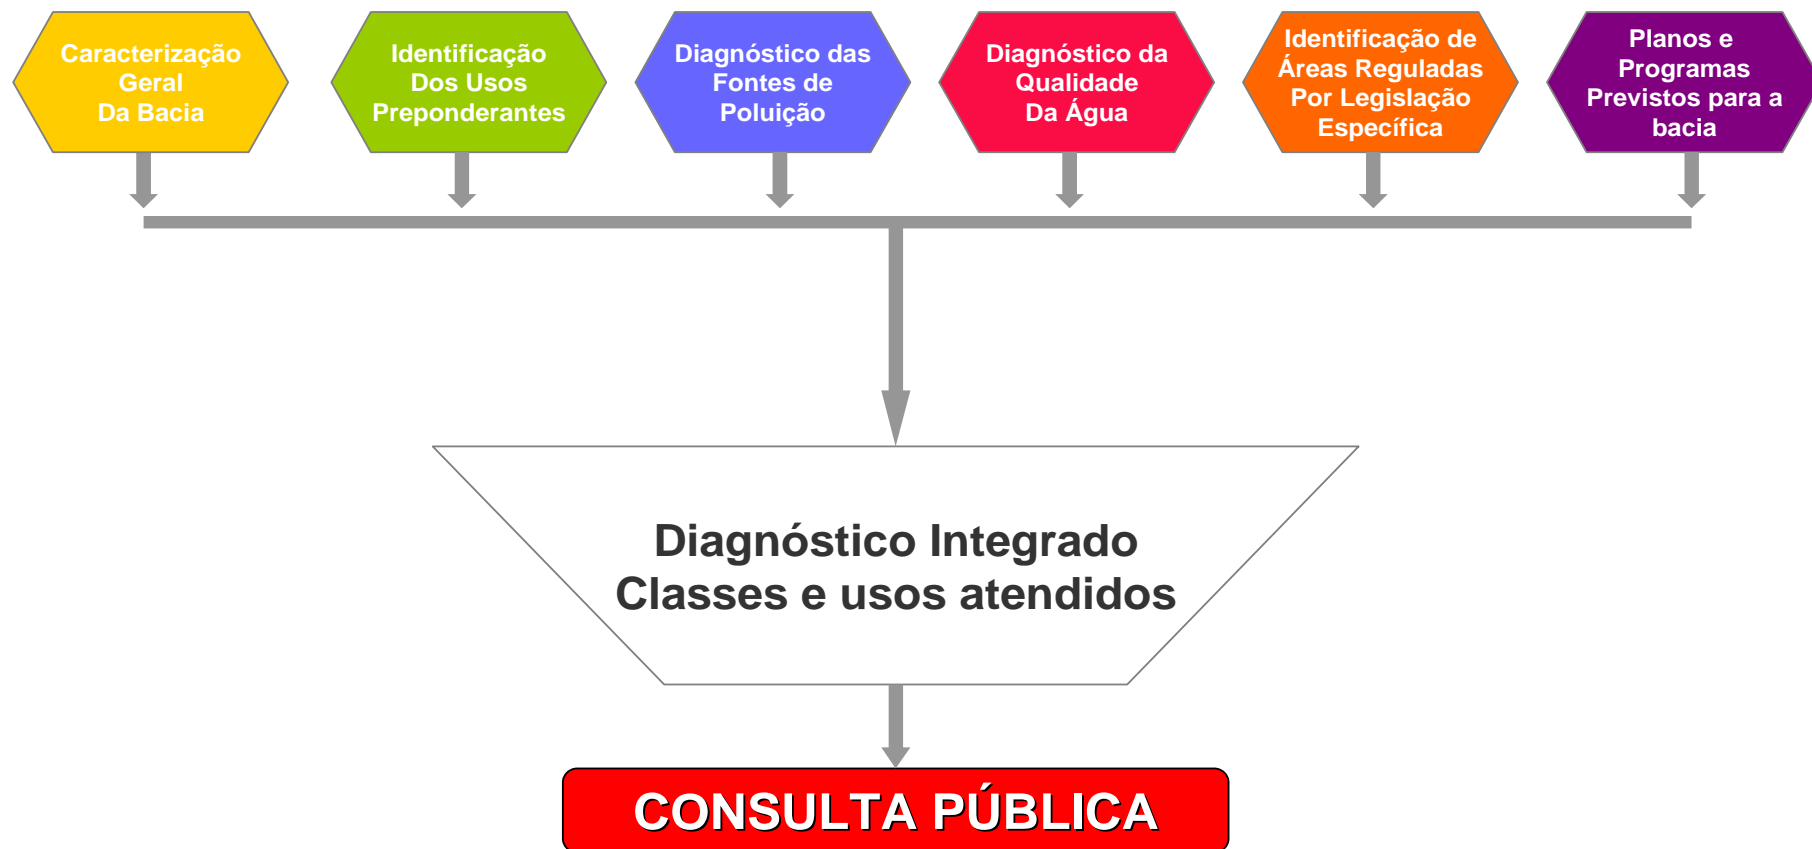 Caracterização
Geral
Da Bacia
Identificação
Dos Usos
Preponderantes
Diagnóstico das
Fontes de
Poluição
Diagnóstico da
Qualidade
Da Água
Identificação de
Áreas Reguladas
Por Legislação
Específica
Planos e
Programas
Previstos para a
bacia
Diagnóstico Integrado
Classes e usos atendidos
CONSULTA PÚBLICA